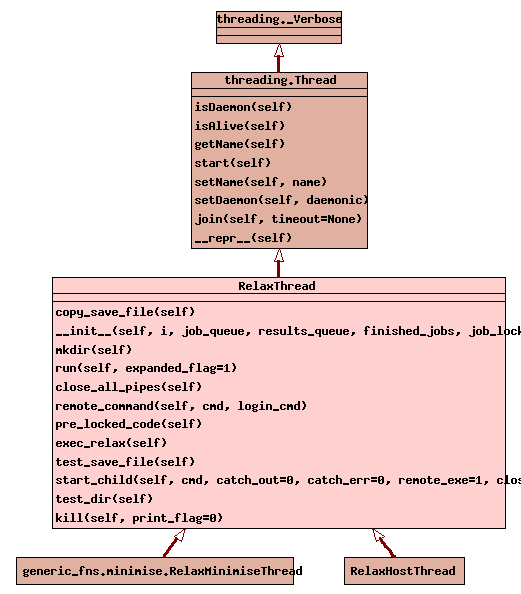 threading._Verbose
threading.Thread
isDaemon(self)
isAlive(self)
getName(self)
start(self)
setName(self, name)
setDaemon(self, daemonic)
join(self, timeout=None)
__repr__(self)
RelaxThread
copy_save_file(self)
__init__(self, i, job_queue, results_queue, finished_jobs, job_lock
mkdir(self)
run(self, expanded_flag=1)
close_all_pipes(self)
remote_command(self, cmd, login_cmd)
pre_locked_code(self)
exec_relax(self)
test_save_file(self)
start_child(self, cmd, catch_out=0, catch_err=0, remote_exe=1, clos
test_dir(self)
kill(self, print_flag=0)
generic_fns.minimise.RelaxMinimiseThread
RelaxHostThread